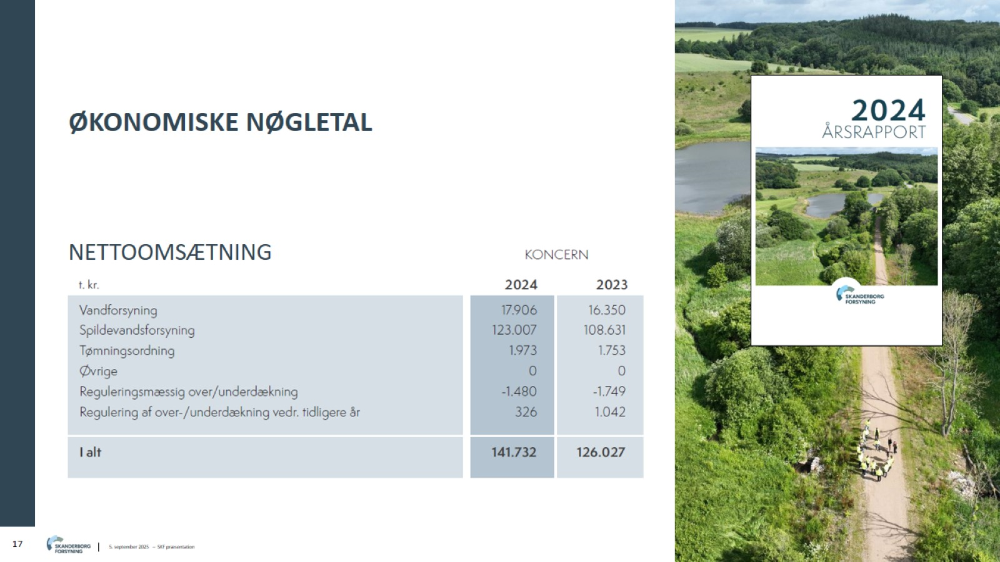 ØKONOMISKE NØGLETAL
NETTOOMSÆTNING
KONCERN
t. kr. 2024 2023
Vandforsyning 17.906 16.350
Spildevandsforsyning 123.007 108.631
Tømningsordning 1.973 1.753
Øvrige 0 0
Reguleringsmæssig over/underdækning -1.480 -1.749
Regulering af over-/underdækning vedr. tidligere år 326 1.042
I alt 141.732 126.027
2024
ÅRSRAPPORT
SKANDERBORG
FORSYNING
17
SKANDERBORG
FORSYNING
5. september 2025 – SKF præsentation